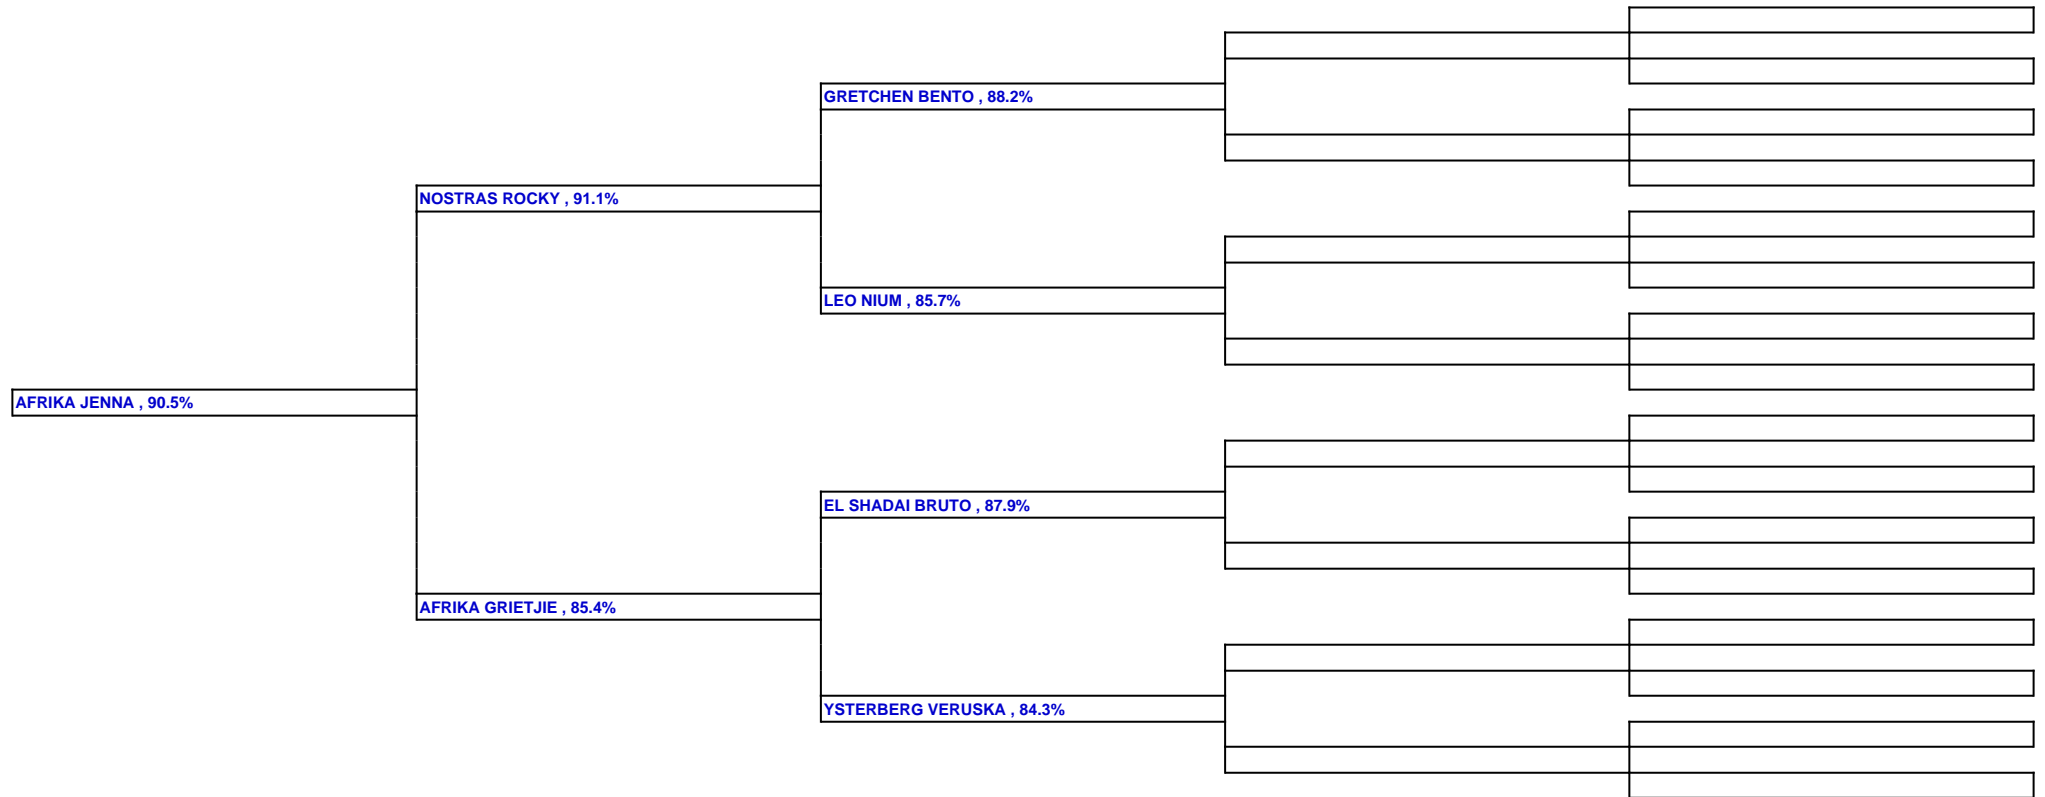 GRETCHEN BENTO , 88.2%
NOSTRAS ROCKY , 91.1%
LEO NIUM , 85.7%
AFRIKA JENNA , 90.5%
EL SHADAI BRUTO , 87.9%
AFRIKA GRIETJIE , 85.4%
YSTERBERG VERUSKA , 84.3%